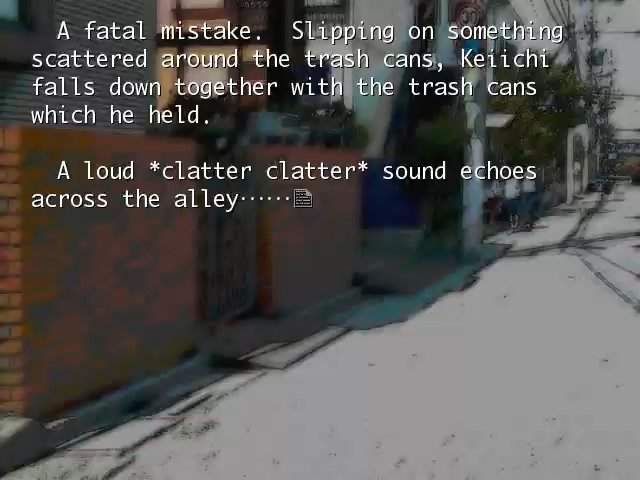 A fatal mistake.  Slipping on something
scattered around the trash cans, Keiichi
falls down together with the trash cans
which he held.
A loud *clatter clatter* sound echoes
across the alley……